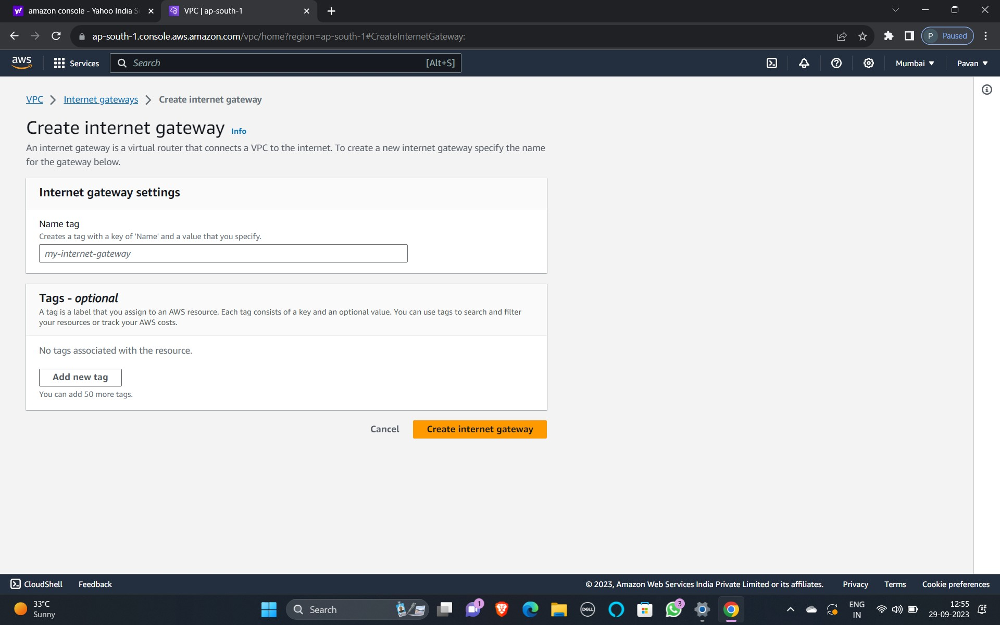 amazon console - Yahoo India S
VPC | ap-south-1
ap-south-1.console.aws.amazon.com/vpc/home?region=ap-south-1#CreateInternetGateway:
P Paused
aws
Services
Search
[Alt+S]
Mumbai
Pavan
VPC
Internet gateways
Create internet gateway
Create internet gateway Info
An internet gateway is a virtual router that connects a VPC to the internet. To create a new internet gateway specify the name
for the gateway below.
Internet gateway settings
Name tag
Creates a tag with a key of 'Name' and a value that you specify.
my-internet-gateway
Tags - optional
A tag is a label that you assign to an AWS resource. Each tag consists of a key and an optional value. You can use tags to search and filter
your resources or track your AWS costs.
No tags associated with the resource.
Add new tag
You can add 50 more tags.
Cancel
Create internet gateway
CloudShell
Feedback
© 2023, Amazon Web Services India Private Limited or its affiliates.
Privacy
Terms
Cookie preferences
33°C
Sunny
Search
1
DELL
3
ENG
IN
12:55
29-09-2023